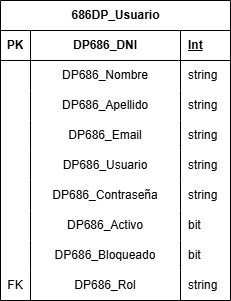 686DP_Usuario
PK DP686_DNI Int
DP686_Nombre string
DP686_Apellido string
DP686_Email string
DP686_Usuario string
DP686_Contraseña string
DP686_Activo bit
DP686_Bloqueado bit
FK DP686_Rol string